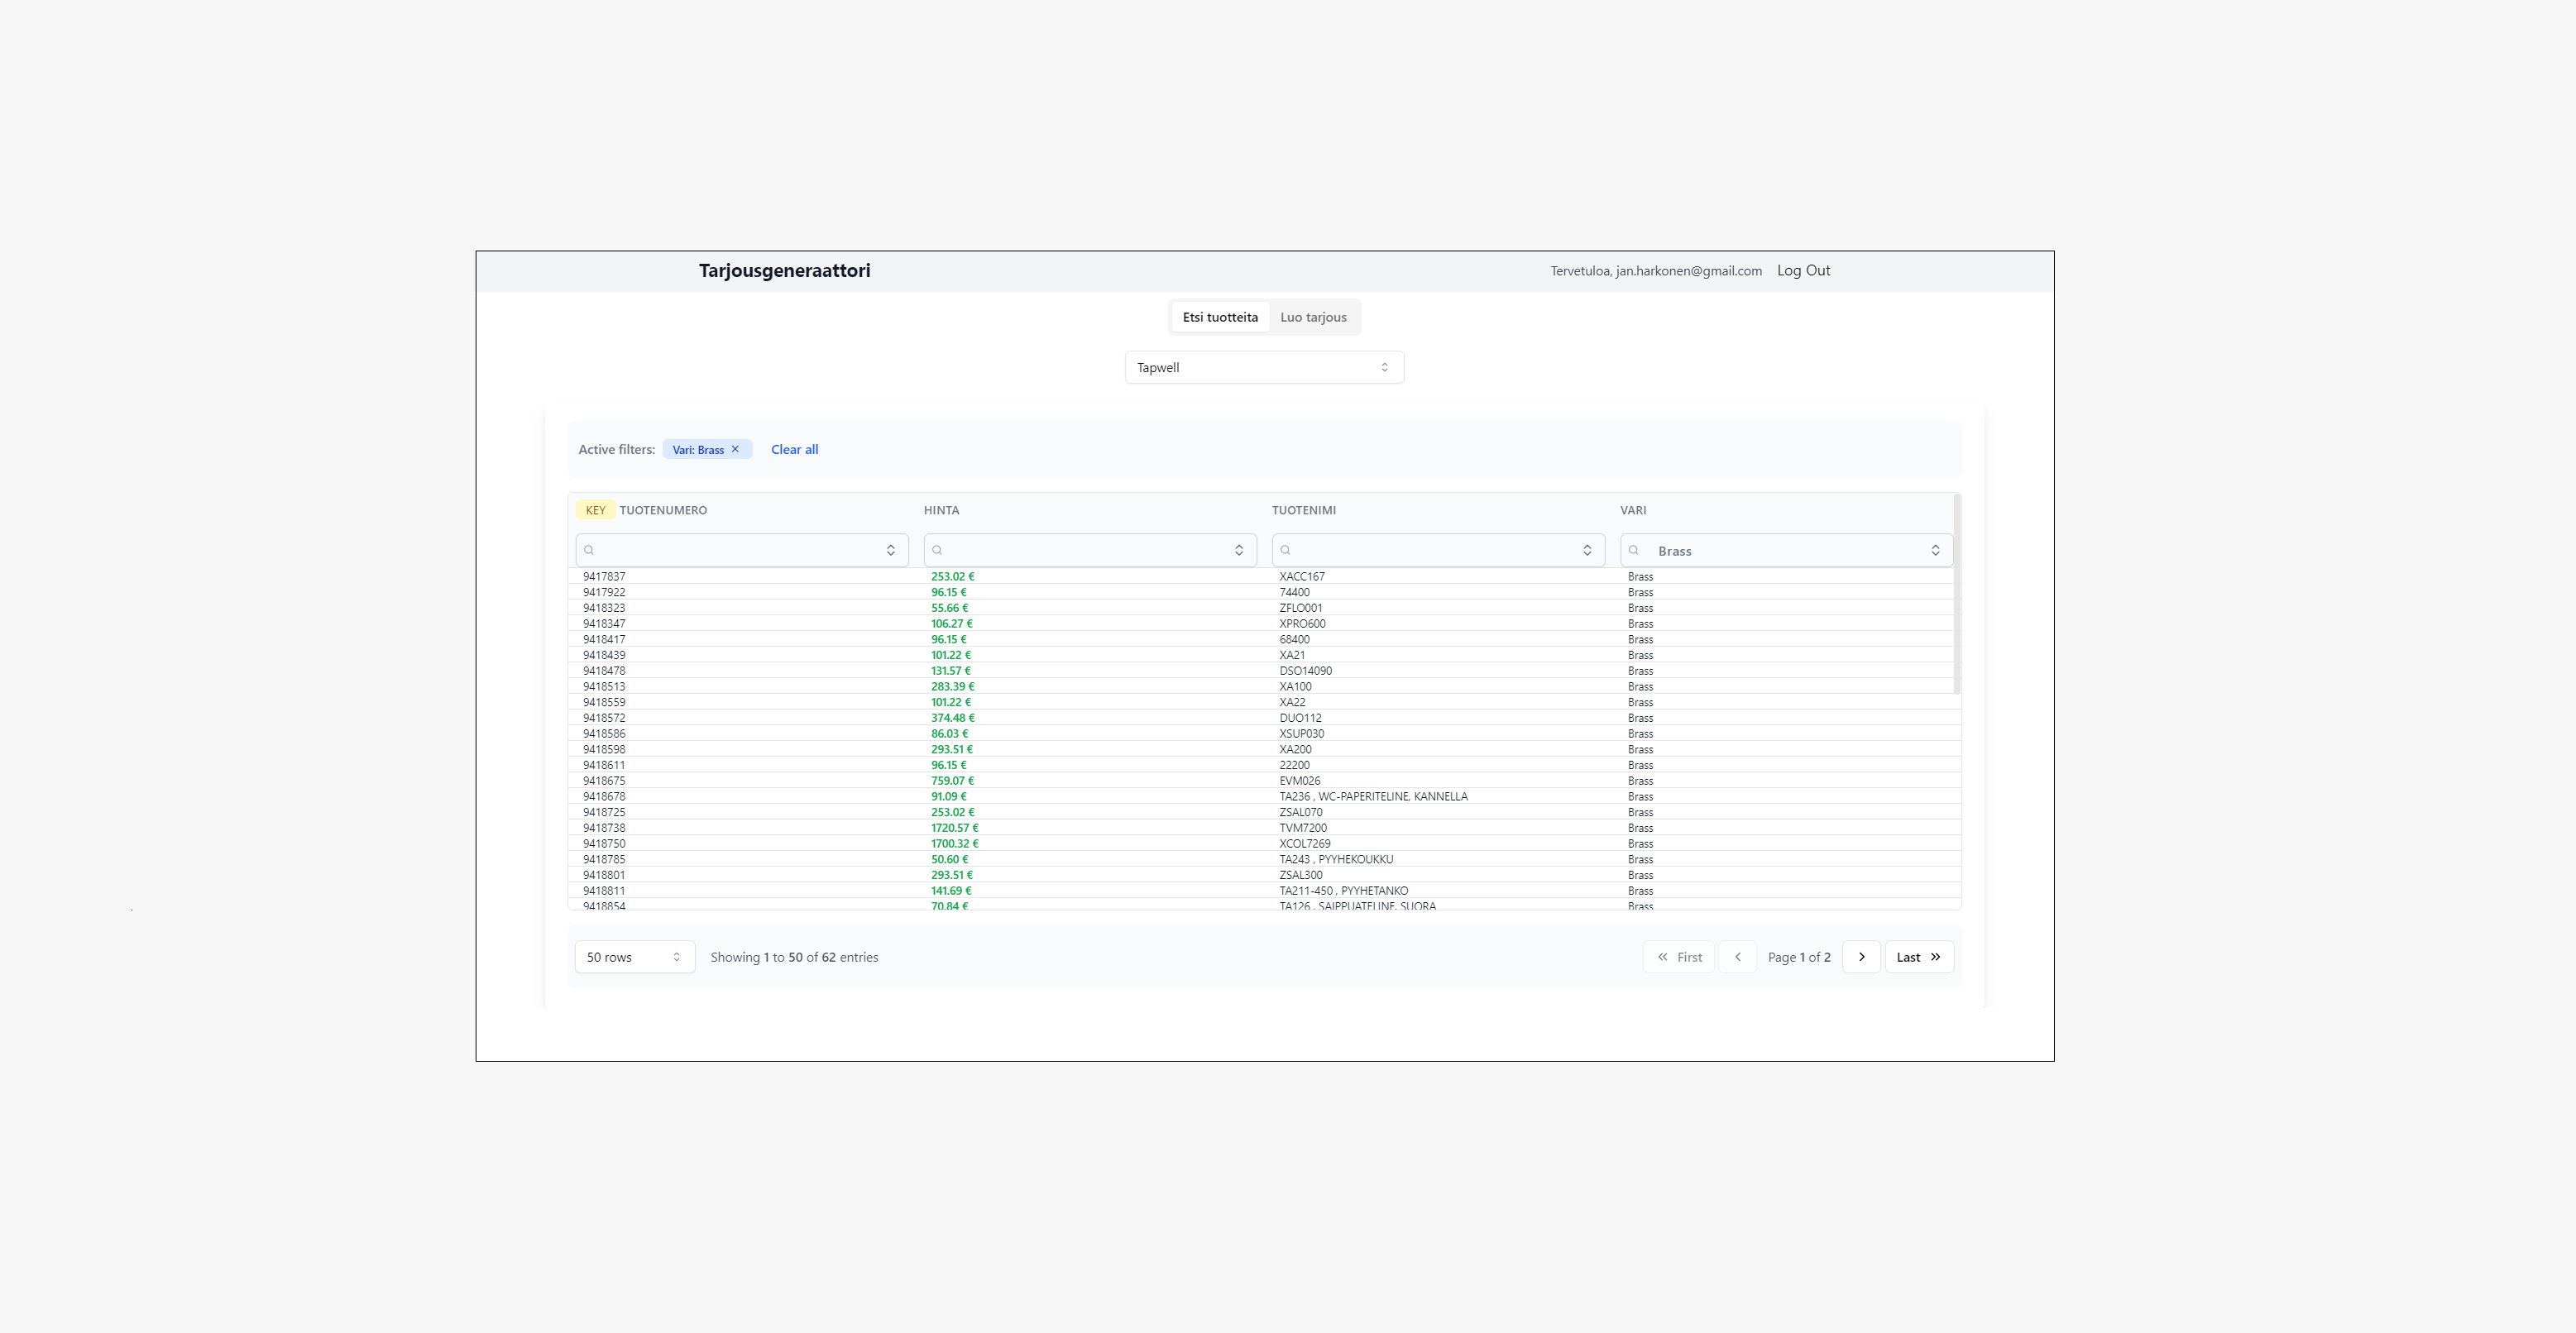 Tarjousgeneraattori Tervetuloa, jan.harkonen@gmail.com Log Out
Etsi tuotteita Luo tarjous
Tapwell
Active filters: Vari: Brass ✕ Clear all
KEY TUOTENUMERO HINTA TUOTENIMI VARI
Brass
9417837 253.02 € XACC167 Brass
9417922 96.15 € 74400 Brass
9418323 55.66 € ZFLO001 Brass
9418347 106.27 € XPRO600 Brass
9418417 96.15 € 68400 Brass
9418439 101.22 € XA21 Brass
9418478 131.57 € DSO14090 Brass
9418513 283.39 € XA100 Brass
9418559 101.22 € XA22 Brass
9418572 374.48 € DUO112 Brass
9418586 86.03 € XSUP030 Brass
9418598 293.51 € XA200 Brass
9418611 96.15 € 22200 Brass
9418675 759.07 € EVM026 Brass
9418678 91.09 € TA236 , WC-PAPERITELINE, KANNELLA Brass
9418725 253.02 € ZSAL070 Brass
9418738 1720.57 € TVM7200 Brass
9418750 1700.32 € XCOL7269 Brass
9418785 50.60 € TA243 , PYYHEKOUKKU Brass
9418801 293.51 € ZSAL300 Brass
9418811 141.69 € TA211-450 , PYYHETANKO Brass
9418854 70.84 € TA126 , SAIPPUATELINE, SUORA Brass
50 rows Showing 1 to 50 of 62 entries First Page 1 of 2 Last